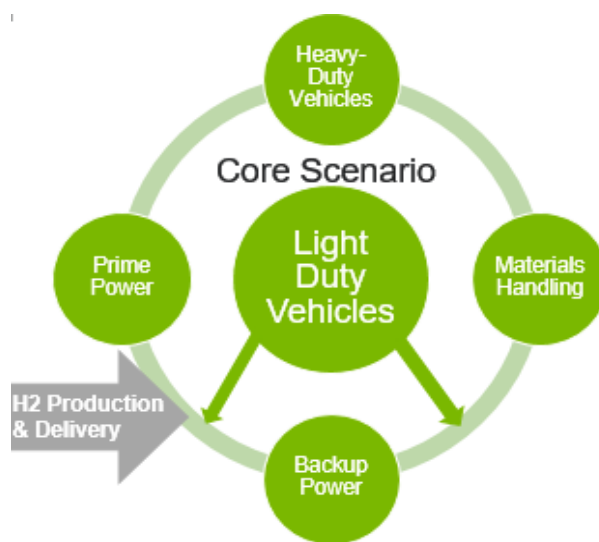 Heavy-
Duty
Vehicles
Core Scenario
Light
Duty
Vehicles
Prime
Power
Materials
Handling
H2 Production
& Delivery
Backup
Power